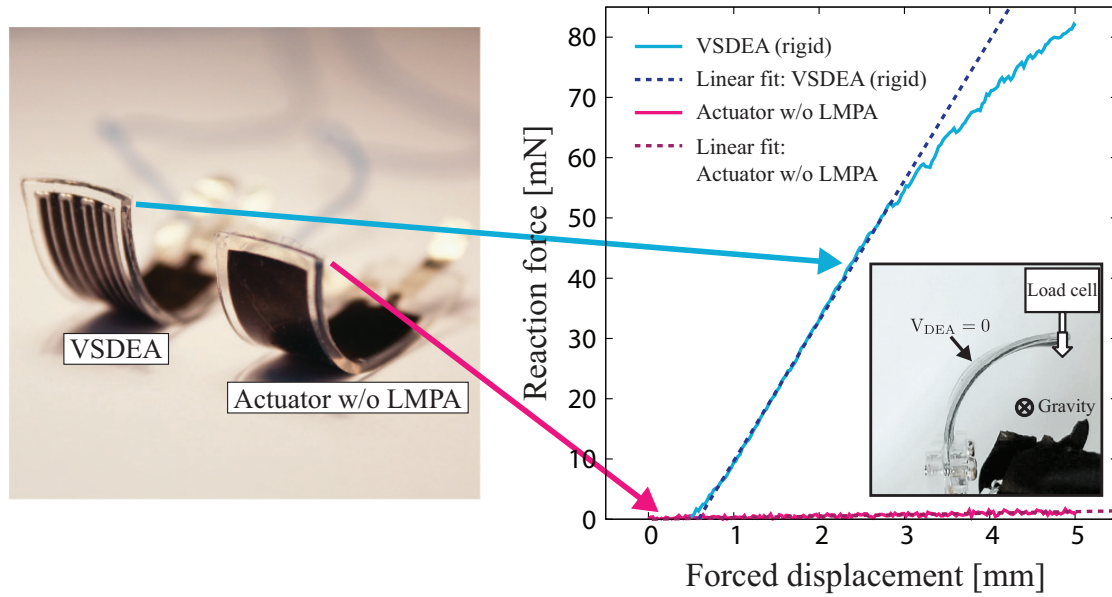 VSDEA
Actuator w/o LMPA
Reaction force [mN]
80
70
60
50
40
30
20
10
0
VSDEA (rigid)
Linear fit: VSDEA (rigid)
Actuator w/o LMPA
Linear fit:
Actuator w/o LMPA
Load cell
V_DEA = 0
Gravity
0 1 2 3 4 5
Forced displacement [mm]